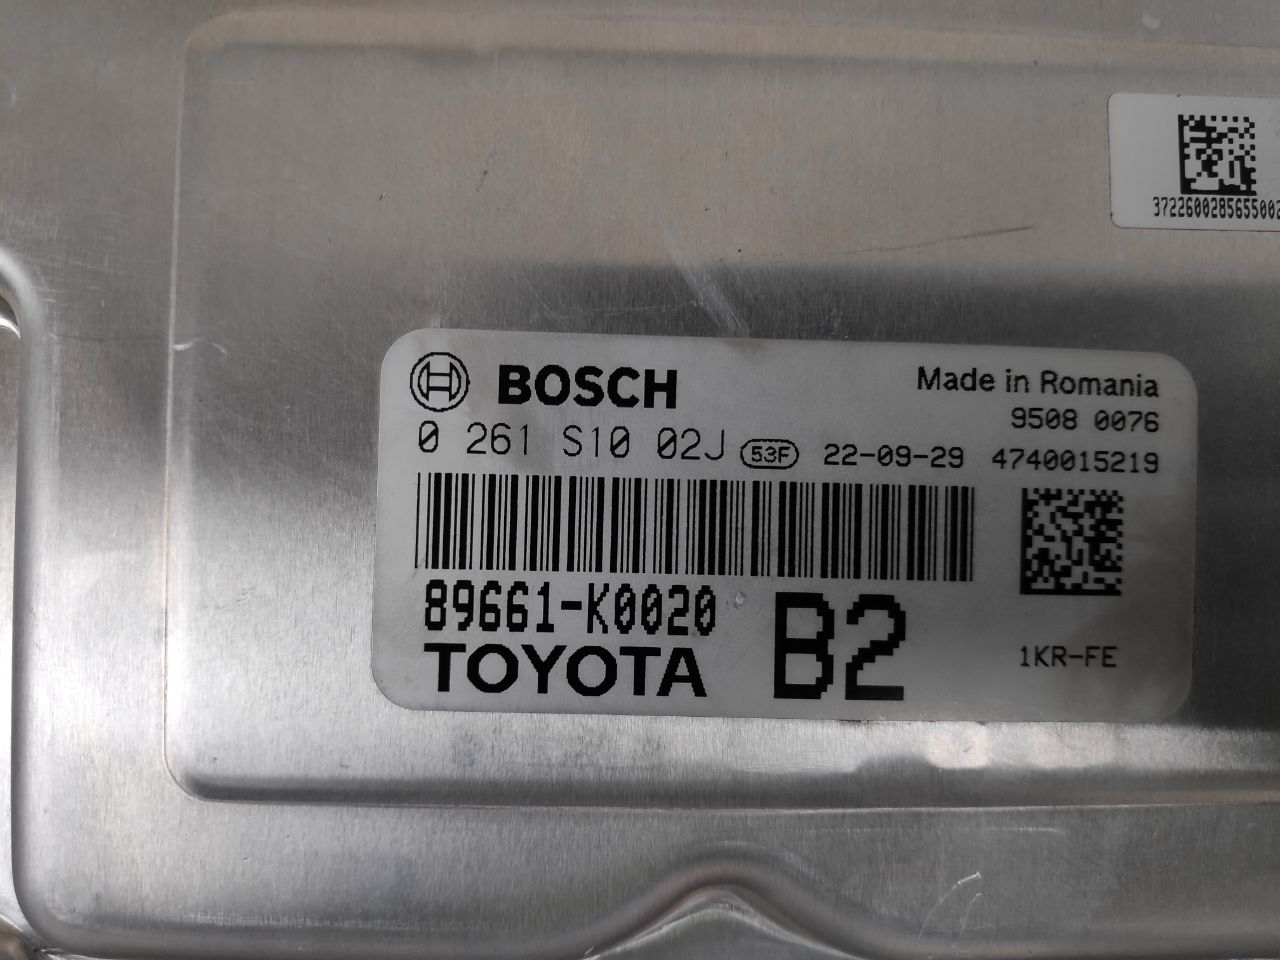 3722600285655002
BOSCH
Made in Romania
9508 0076
0 261 S10 02J 53F 22-09-29 4740015219
89661-K0020
TOYOTA
B2
1KR-FE